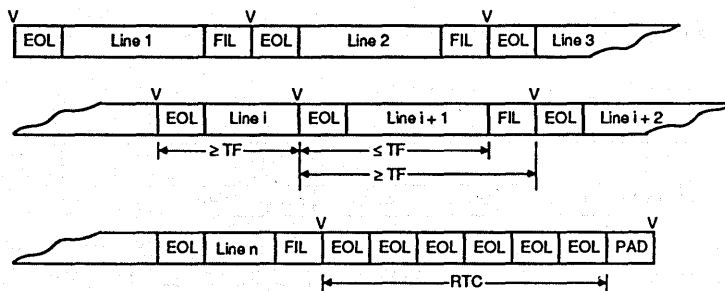 V V V
EOL Line 1 FIL EOL Line 2 FIL EOL Line 3
V V V
EOL Line i EOL Line i + 1 FIL EOL Line i + 2
≥ TF ≤ TF
≥ TF
V V
EOL Line n FIL EOL EOL EOL EOL EOL EOL PAD
RTC